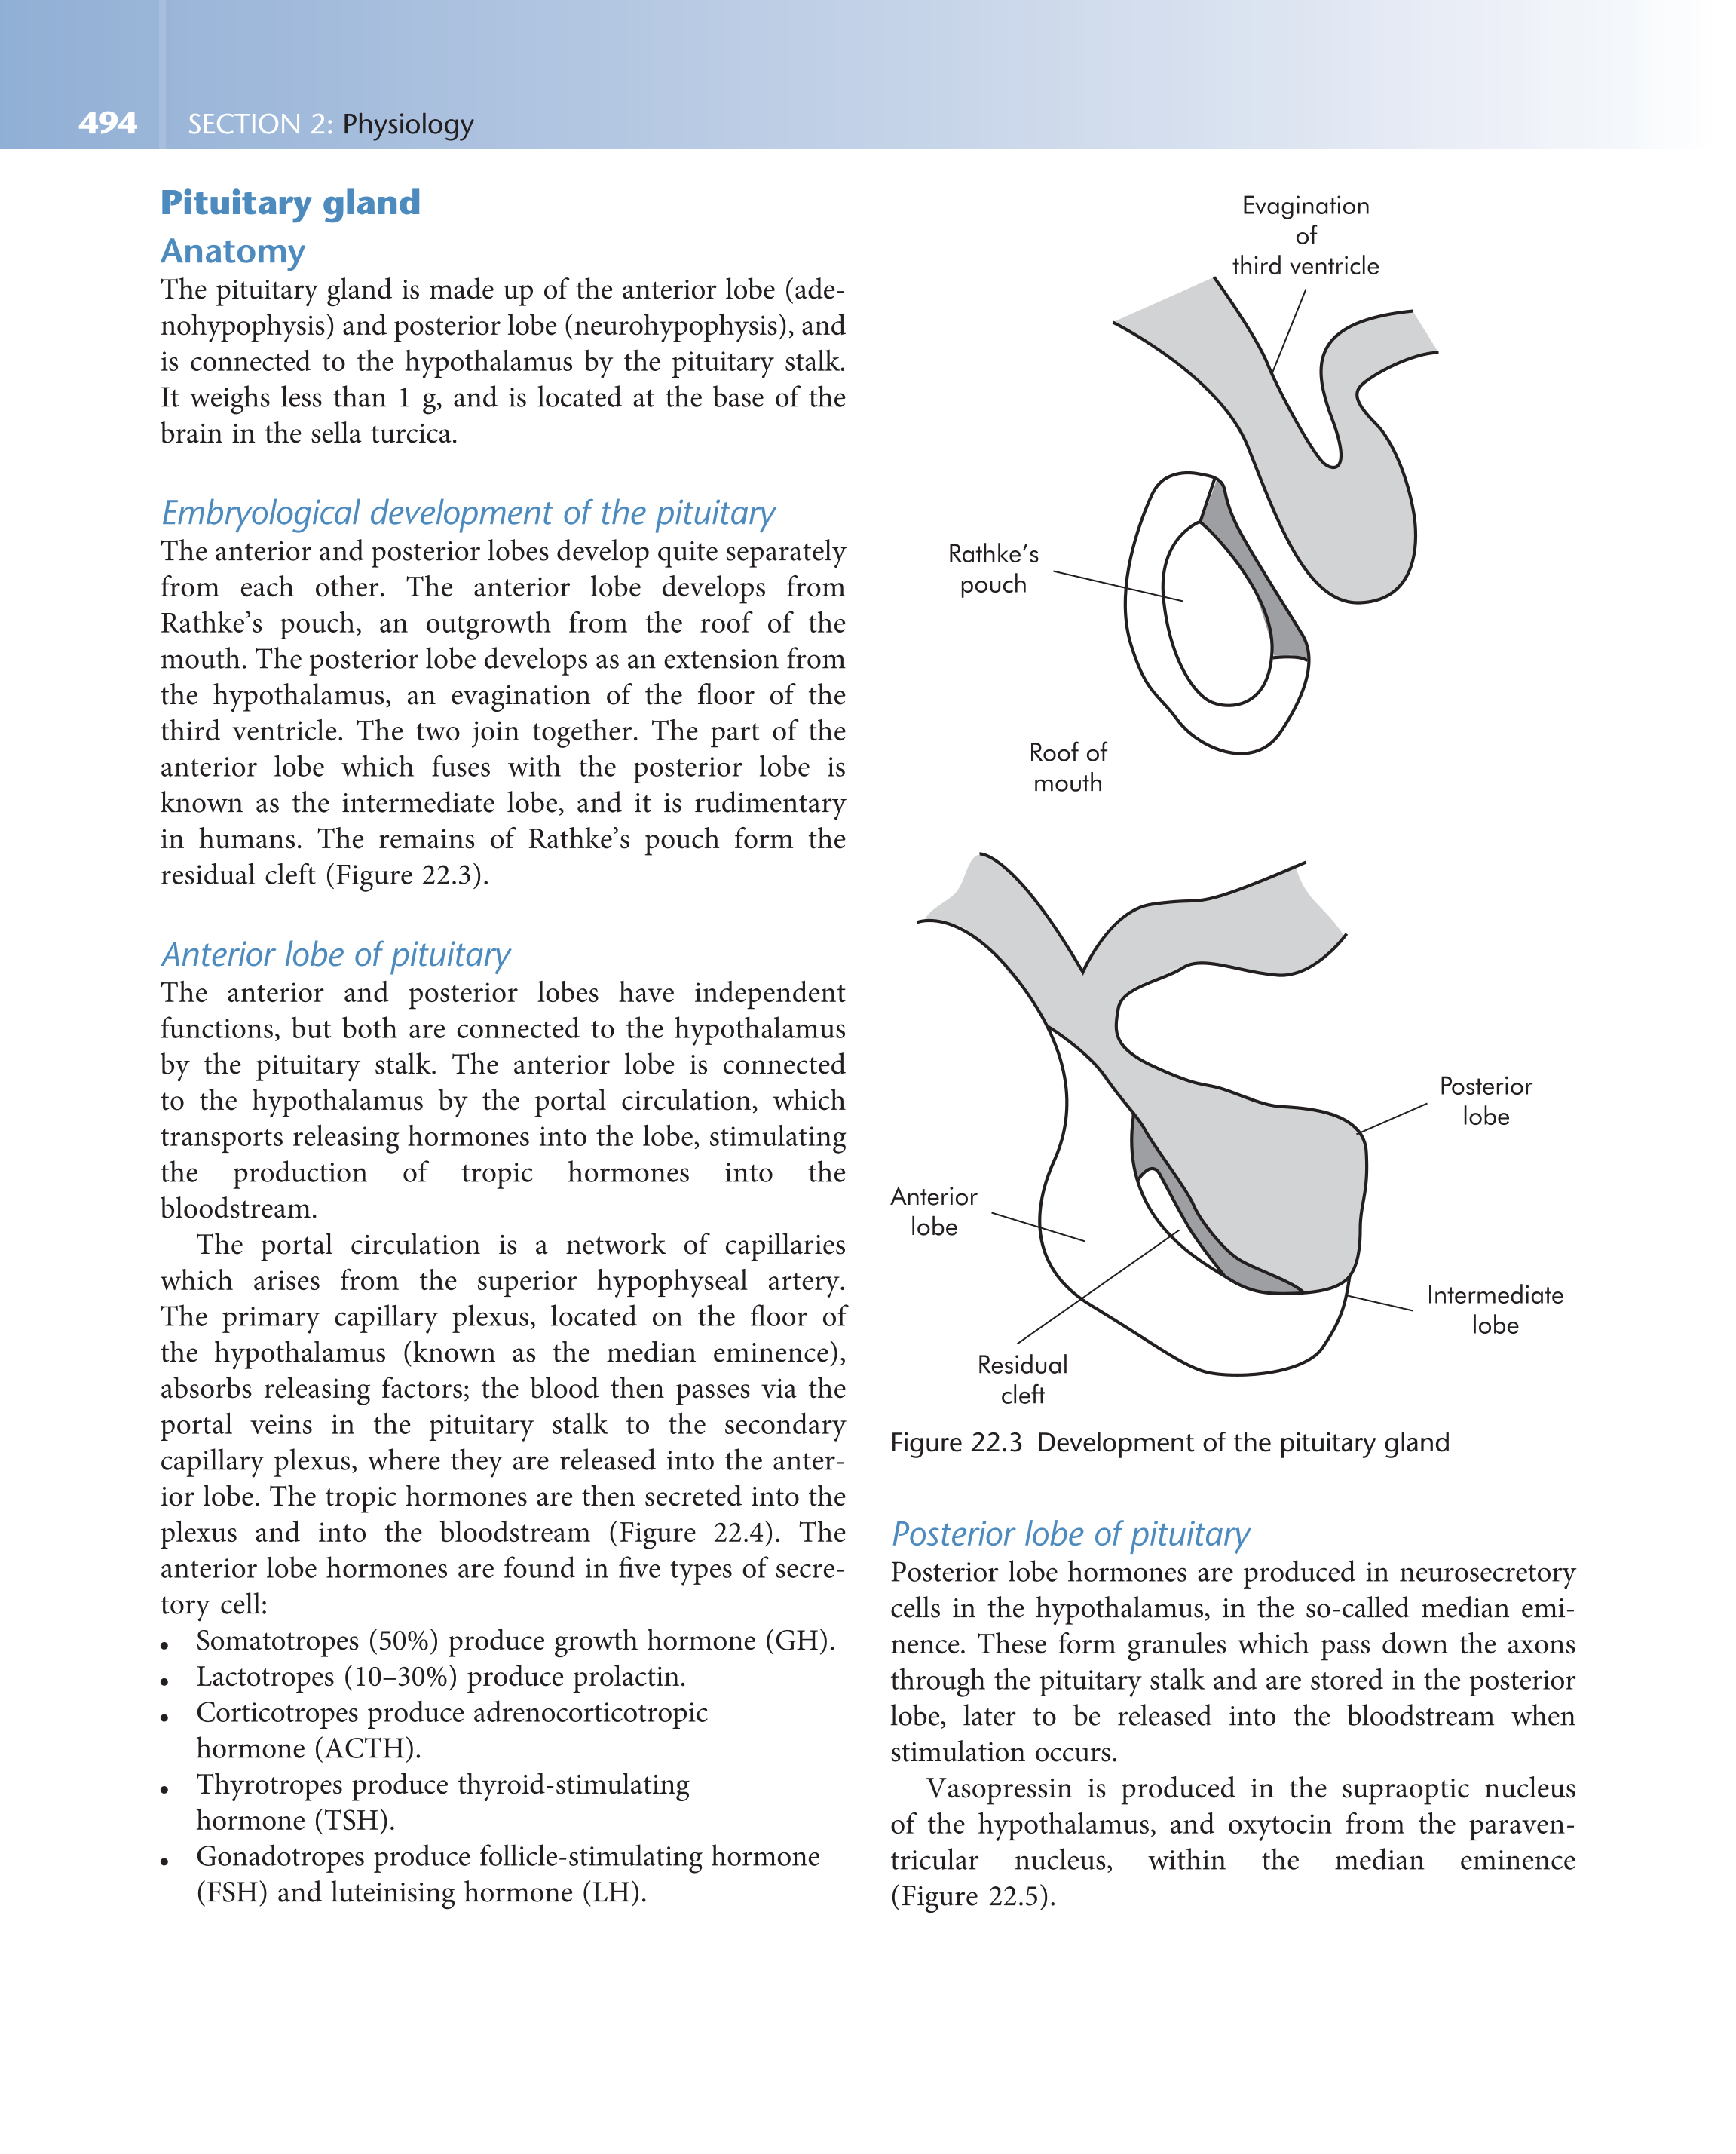 494 SECTION 2: Physiology
Pituitary gland
Anatomy
The pituitary gland is made up of the anterior lobe (ade-
nohypophysis) and posterior lobe (neurohypophysis), and
is connected to the hypothalamus by the pituitary stalk.
It weighs less than 1 g, and is located at the base of the
brain in the sella turcica.
Embryological development of the pituitary
The anterior and posterior lobes develop quite separately
from each other. The anterior lobe develops from
Rathke’s pouch, an outgrowth from the roof of the
mouth. The posterior lobe develops as an extension from
the hypothalamus, an evagination of the floor of the
third ventricle. The two join together. The part of the
anterior lobe which fuses with the posterior lobe is
known as the intermediate lobe, and it is rudimentary
in humans. The remains of Rathke’s pouch form the
residual cleft (Figure 22.3).
Anterior lobe of pituitary
The anterior and posterior lobes have independent
functions, but both are connected to the hypothalamus
by the pituitary stalk. The anterior lobe is connected
to the hypothalamus by the portal circulation, which
transports releasing hormones into the lobe, stimulating
the production of tropic hormones into the
bloodstream.
The portal circulation is a network of capillaries
which arises from the superior hypophyseal artery.
The primary capillary plexus, located on the floor of
the hypothalamus (known as the median eminence),
absorbs releasing factors; the blood then passes via the
portal veins in the pituitary stalk to the secondary
capillary plexus, where they are released into the anter-
ior lobe. The tropic hormones are then secreted into the
plexus and into the bloodstream (Figure 22.4). The
anterior lobe hormones are found in five types of secre-
tory cell:
• Somatotropes (50%) produce growth hormone (GH).
• Lactotropes (10–30%) produce prolactin.
• Corticotropes produce adrenocorticotropic
hormone (ACTH).
• Thyrotropes produce thyroid-stimulating
hormone (TSH).
• Gonadotropes produce follicle-stimulating hormone
(FSH) and luteinising hormone (LH).
Evagination
of
third ventricle
Rathke’s
pouch
Roof of
mouth
Posterior
lobe
Anterior
lobe
Intermediate
lobe
Residual
cleft
Figure 22.3 Development of the pituitary gland
Posterior lobe of pituitary
Posterior lobe hormones are produced in neurosecretory
cells in the hypothalamus, in the so-called median emi-
nence. These form granules which pass down the axons
through the pituitary stalk and are stored in the posterior
lobe, later to be released into the bloodstream when
stimulation occurs.
Vasopressin is produced in the supraoptic nucleus
of the hypothalamus, and oxytocin from the paraven-
tricular nucleus, within the median eminence
(Figure 22.5).